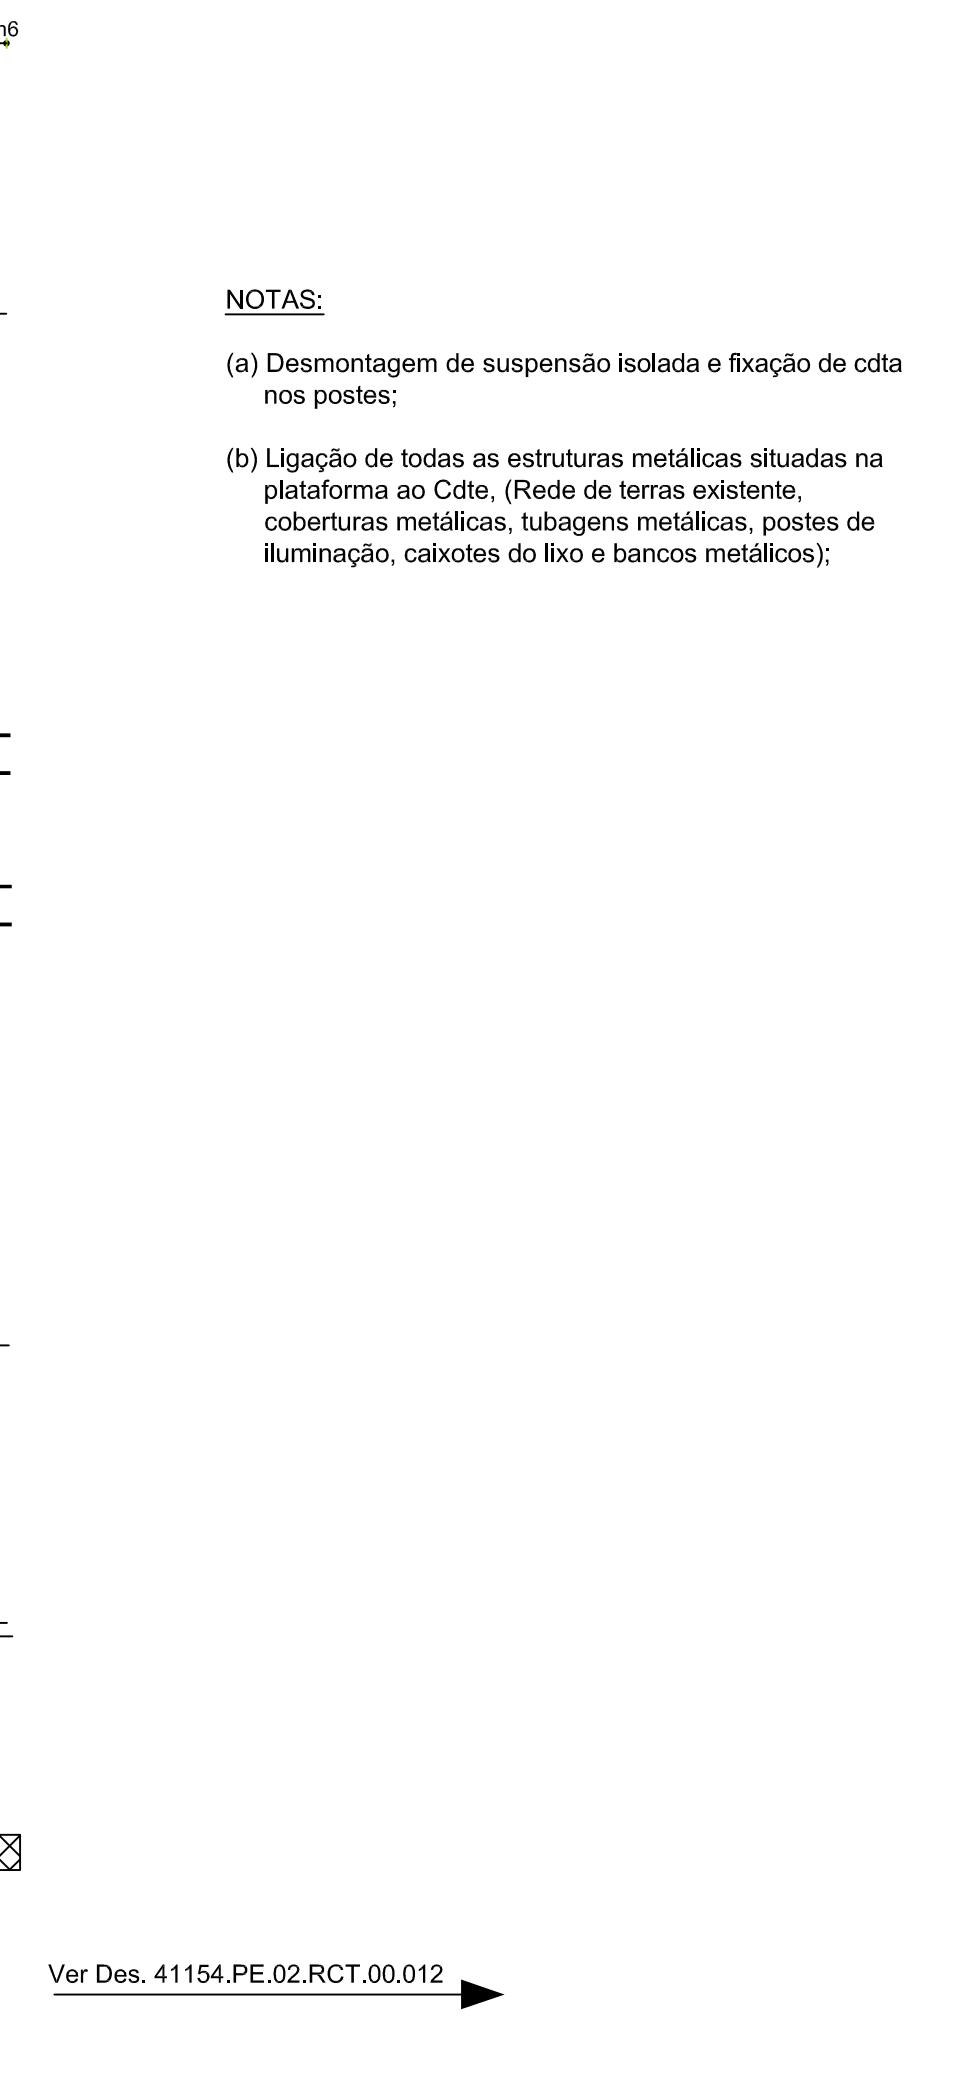 NOTAS:
(a) Desmontagem de suspensão isolada e fixação de cdta
nos postes;
(b) Ligação de todas as estruturas metálicas situadas na
plataforma ao Cdte, (Rede de terras existente,
coberturas metálicas, tubagens metálicas, postes de
iluminação, caixotes do lixo e bancos metálicos);
Ver Des. 41154.PE.02.RCT.00.012